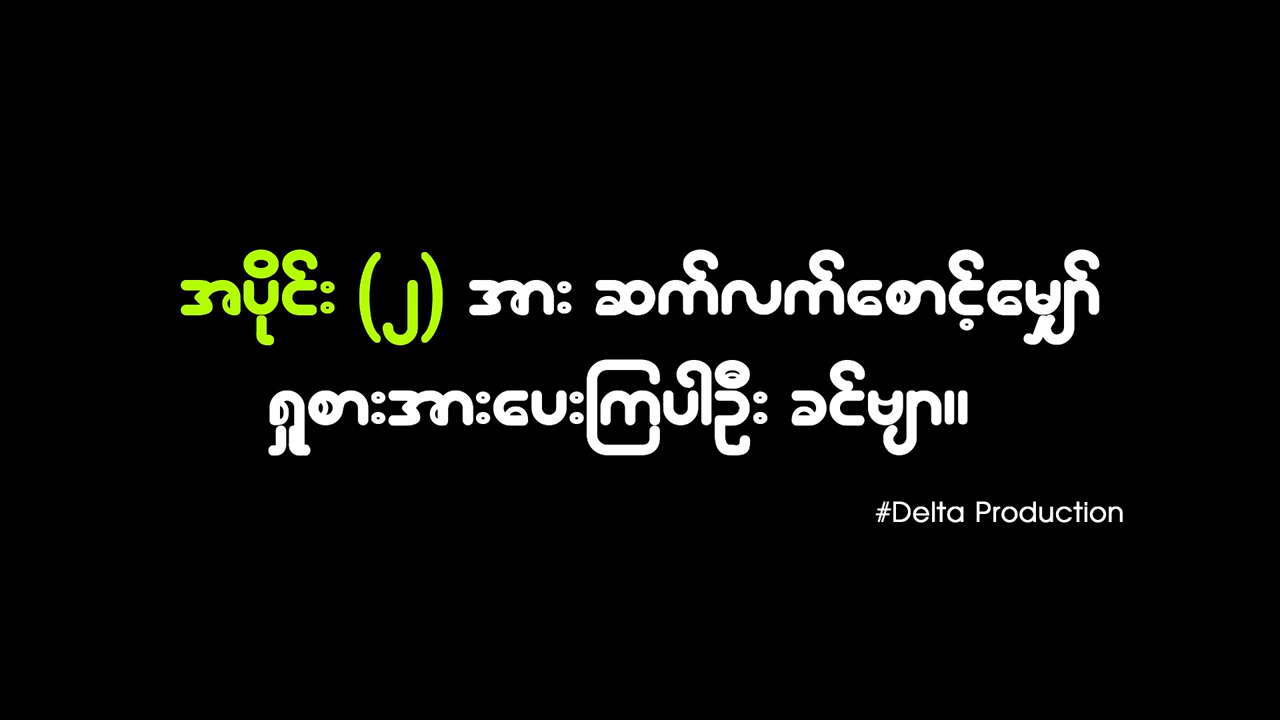 အပိုင်း (၂) အား ဆက်လက်စောင့်မျှော်
ရှုစားအားပေးကြပါဦး ခင်ဗျာ။
#Delta Production